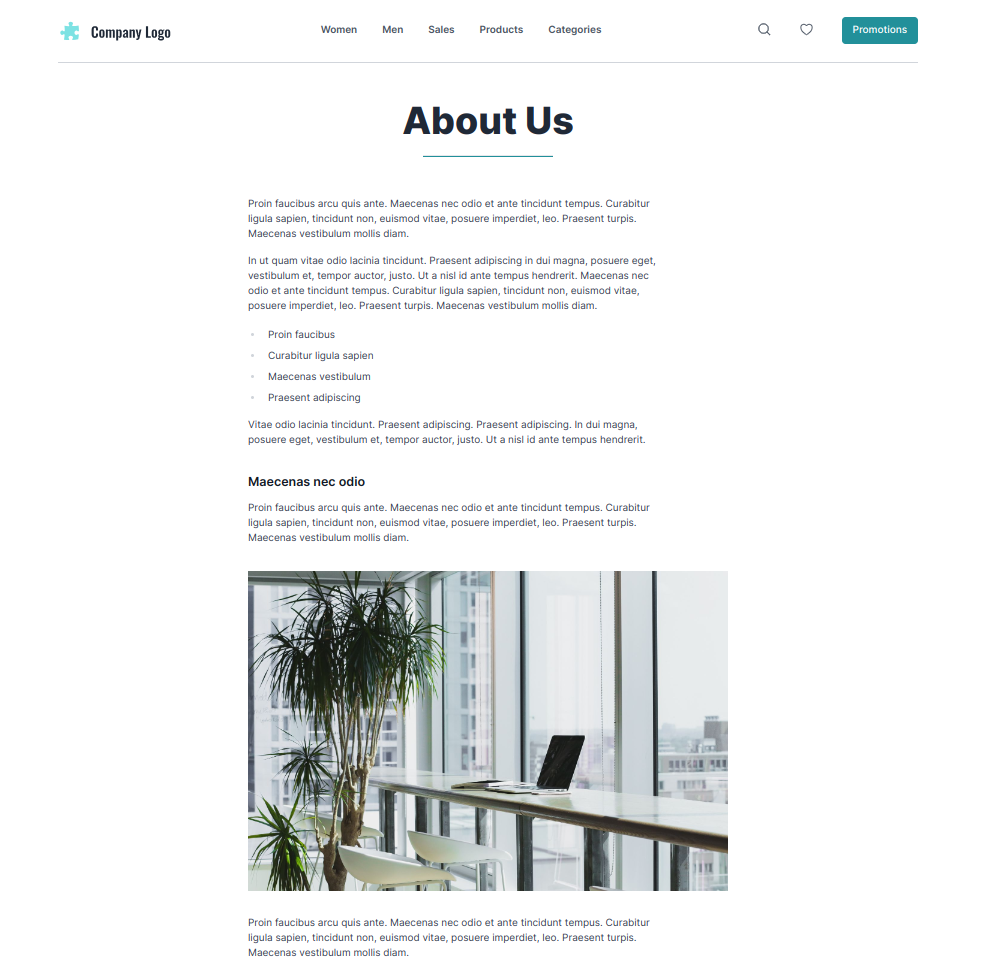 Company Logo
Women Men Sales Products Categories
Promotions
About Us
Proin faucibus arcu quis ante. Maecenas nec odio et ante tincidunt tempus. Curabitur
ligula sapien, tincidunt non, euismod vitae, posuere imperdiet, leo. Praesent turpis.
Maecenas vestibulum mollis diam.
In ut quam vitae odio lacinia tincidunt. Praesent adipiscing in dui magna, posuere eget,
vestibulum et, tempor auctor, justo. Ut a nisl id ante tempus hendrerit. Maecenas nec
odio et ante tincidunt tempus. Curabitur ligula sapien, tincidunt non, euismod vitae,
posuere imperdiet, leo. Praesent turpis. Maecenas vestibulum mollis diam.
Proin faucibus
Curabitur ligula sapien
Maecenas vestibulum
Praesent adipiscing
Vitae odio lacinia tincidunt. Praesent adipiscing. Praesent adipiscing. In dui magna,
posuere eget, vestibulum et, tempor auctor, justo. Ut a nisl id ante tempus hendrerit.
Maecenas nec odio
Proin faucibus arcu quis ante. Maecenas nec odio et ante tincidunt tempus. Curabitur
ligula sapien, tincidunt non, euismod vitae, posuere imperdiet, leo. Praesent turpis.
Maecenas vestibulum mollis diam.
Proin faucibus arcu quis ante. Maecenas nec odio et ante tincidunt tempus. Curabitur
ligula sapien, tincidunt non, euismod vitae, posuere imperdiet, leo. Praesent turpis.
Maecenas vestibulum mollis diam.